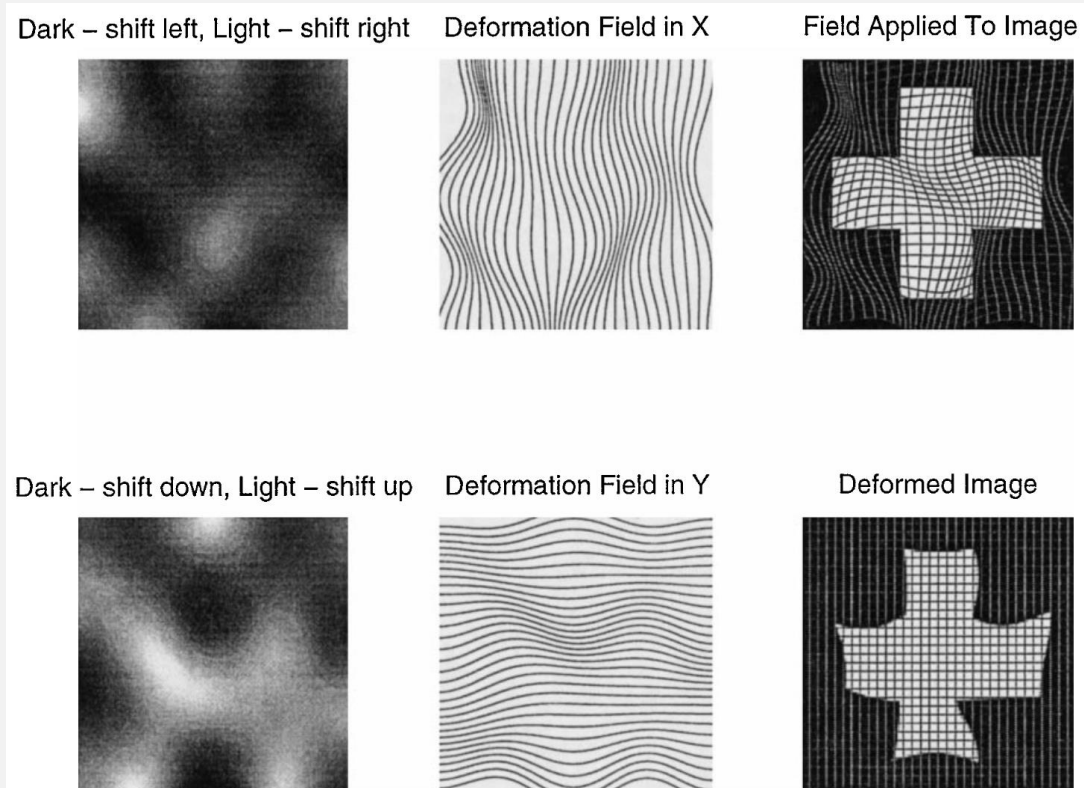 Dark – shift left, Light – shift right
Deformation Field in X
Field Applied To Image
Dark – shift down, Light – shift up
Deformation Field in Y
Deformed Image